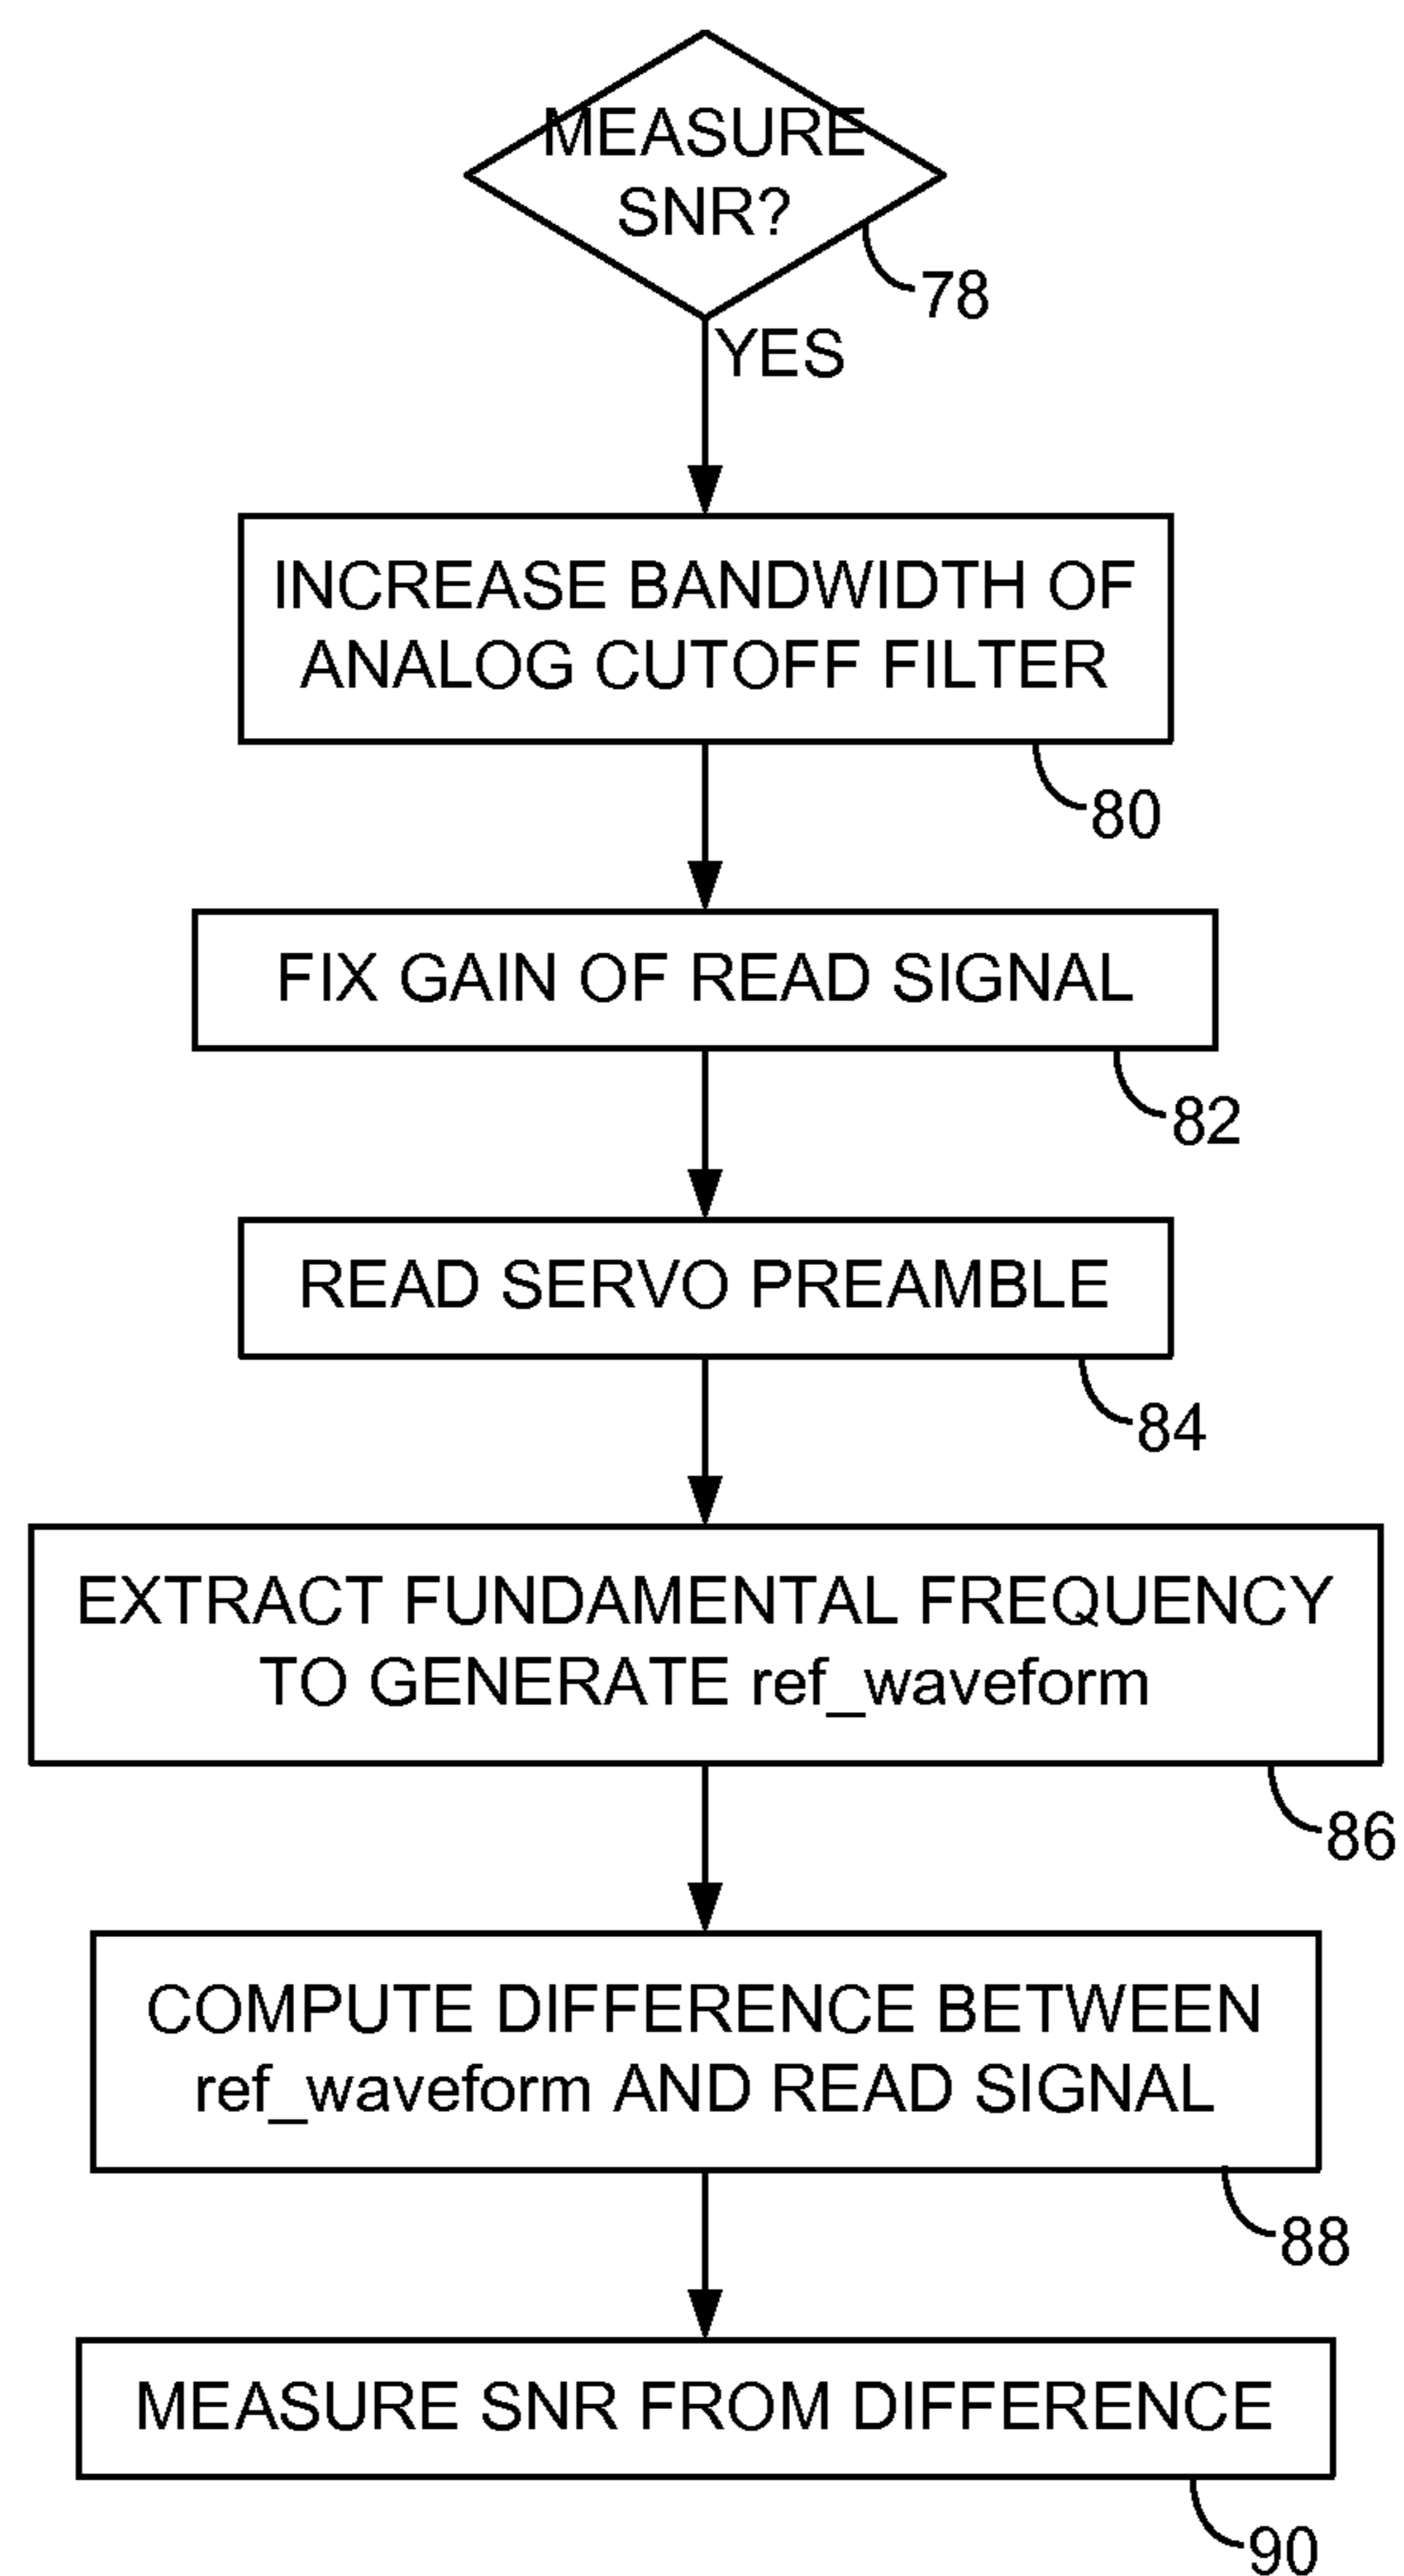 MEASURE
SNR?
78
YES
INCREASE BANDWIDTH OF
ANALOG CUTOFF FILTER
80
FIX GAIN OF READ SIGNAL
82
READ SERVO PREAMBLE
84
EXTRACT FUNDAMENTAL FREQUENCY
TO GENERATE ref_waveform
86
COMPUTE DIFFERENCE BETWEEN
ref_waveform AND READ SIGNAL
88
MEASURE SNR FROM DIFFERENCE
90